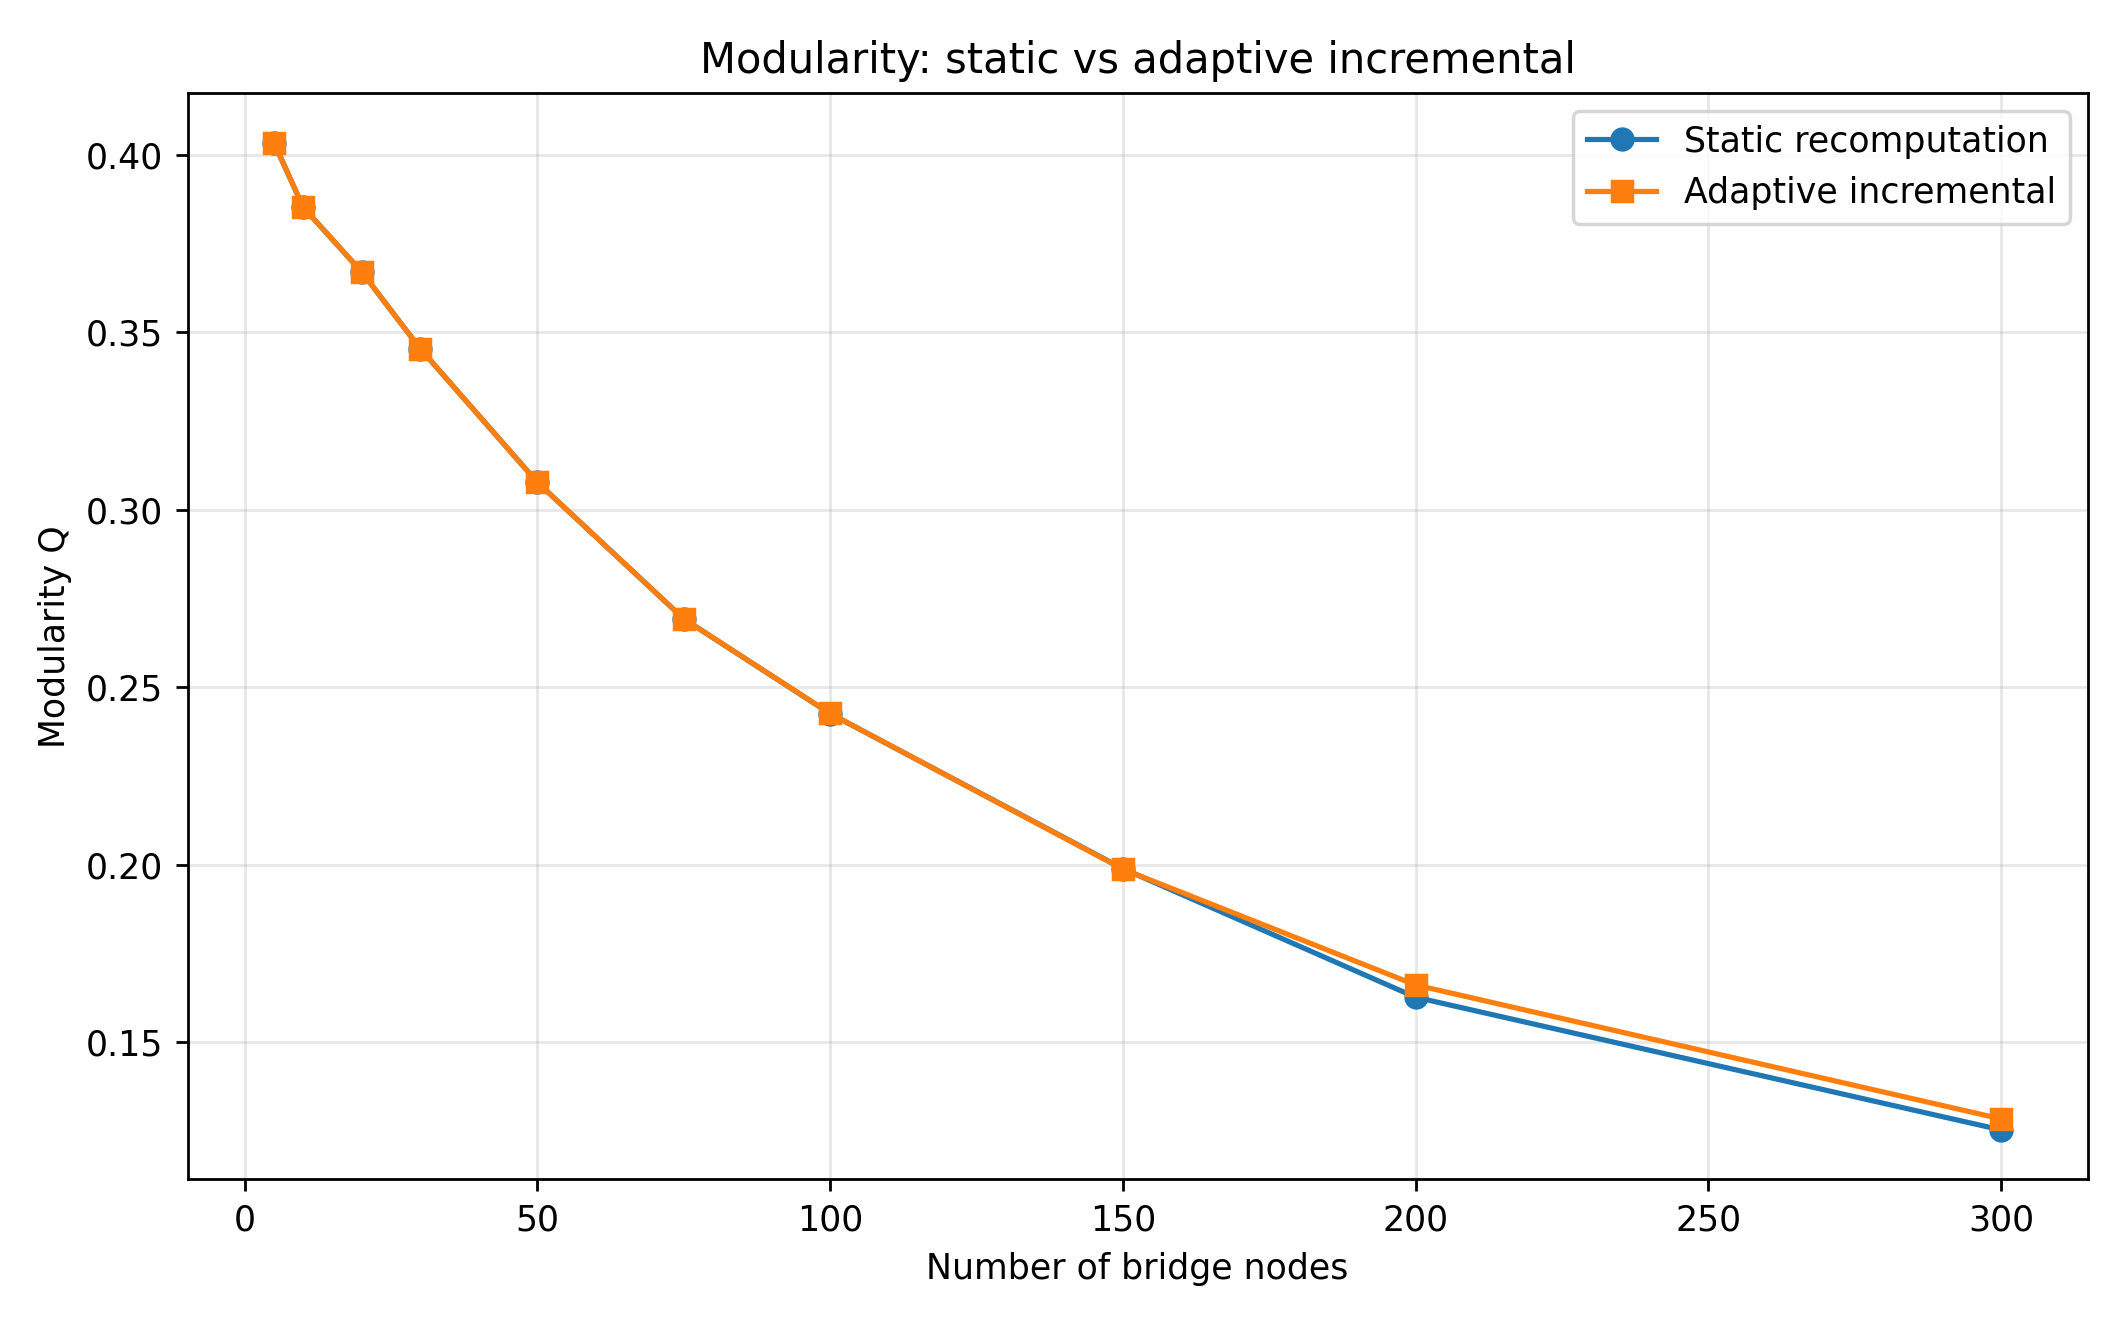 Modularity: static vs adaptive incremental
Static recomputation
Adaptive incremental
Modularity Q
0.40
0.35
0.30
0.25
0.20
0.15
0 50 100 150 200 250 300
Number of bridge nodes